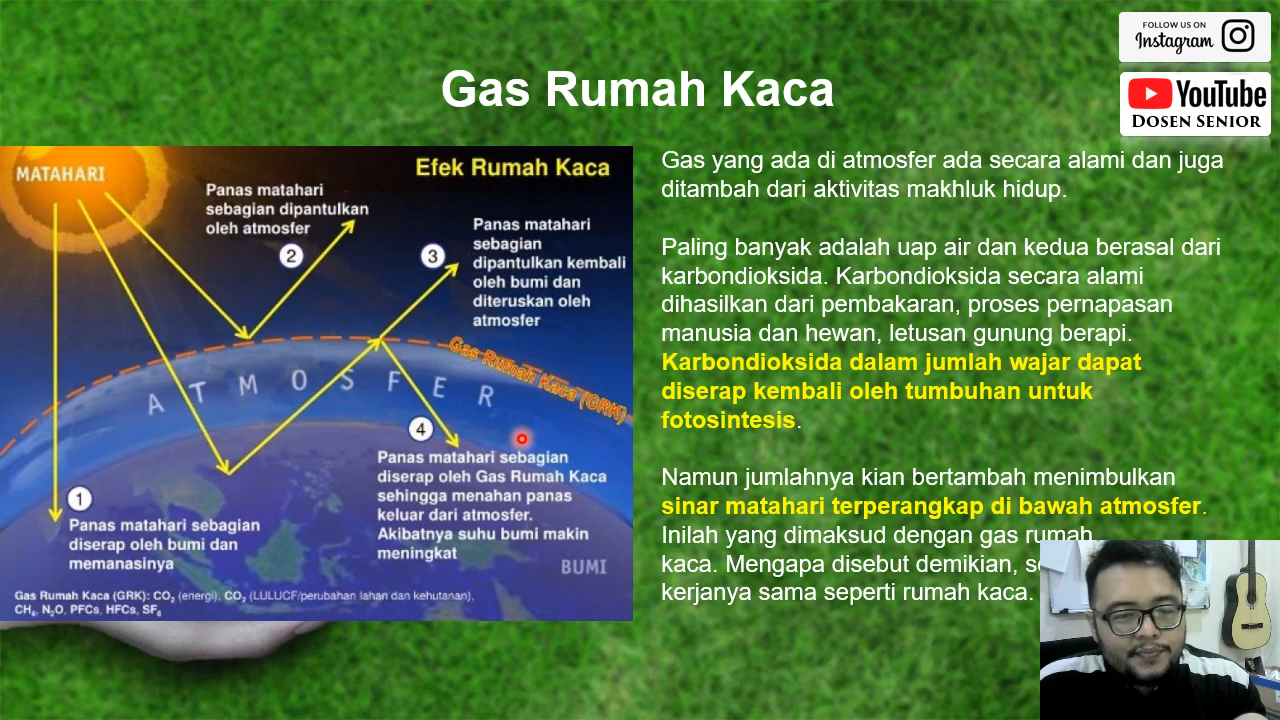 FOLLOW US ON
Instagram
YouTube
DOSEN SENIOR
Gas Rumah Kaca
MATAHARI
Efek Rumah Kaca
Panas matahari
sebagian dipantulkan
oleh atmosfer
2
3
Panas matahari
sebagian
dipantulkan kembali
oleh bumi dan
diteruskan oleh
atmosfer
Gas Rumah Kaca (GRK)
ATMOSFER
4
Panas matahari sebagian
diserap oleh Gas Rumah Kaca
sehingga menahan panas
keluar dari atmosfer.
Akibatnya suhu bumi makin
meningkat
1
Panas matahari sebagian
diserap oleh bumi dan
memanasinya
BUMI
Gas Rumah Kaca (GRK): CO₂ (energi), CO₂ (LULUCF/perubahan lahan dan kehutanan),
CH₄, N₂O, PFCs, HFCs, SF₆
Gas yang ada di atmosfer ada secara alami dan juga
ditambah dari aktivitas makhluk hidup.
Paling banyak adalah uap air dan kedua berasal dari
karbondioksida. Karbondioksida secara alami
dihasilkan dari pembakaran, proses pernapasan
manusia dan hewan, letusan gunung berapi.
Karbondioksida dalam jumlah wajar dapat
diserap kembali oleh tumbuhan untuk
fotosintesis.
Namun jumlahnya kian bertambah menimbulkan
sinar matahari terperangkap di bawah atmosfer.
Inilah yang dimaksud dengan gas rumah
kaca. Mengapa disebut demikian,
kerjanya sama seperti rumah kaca.